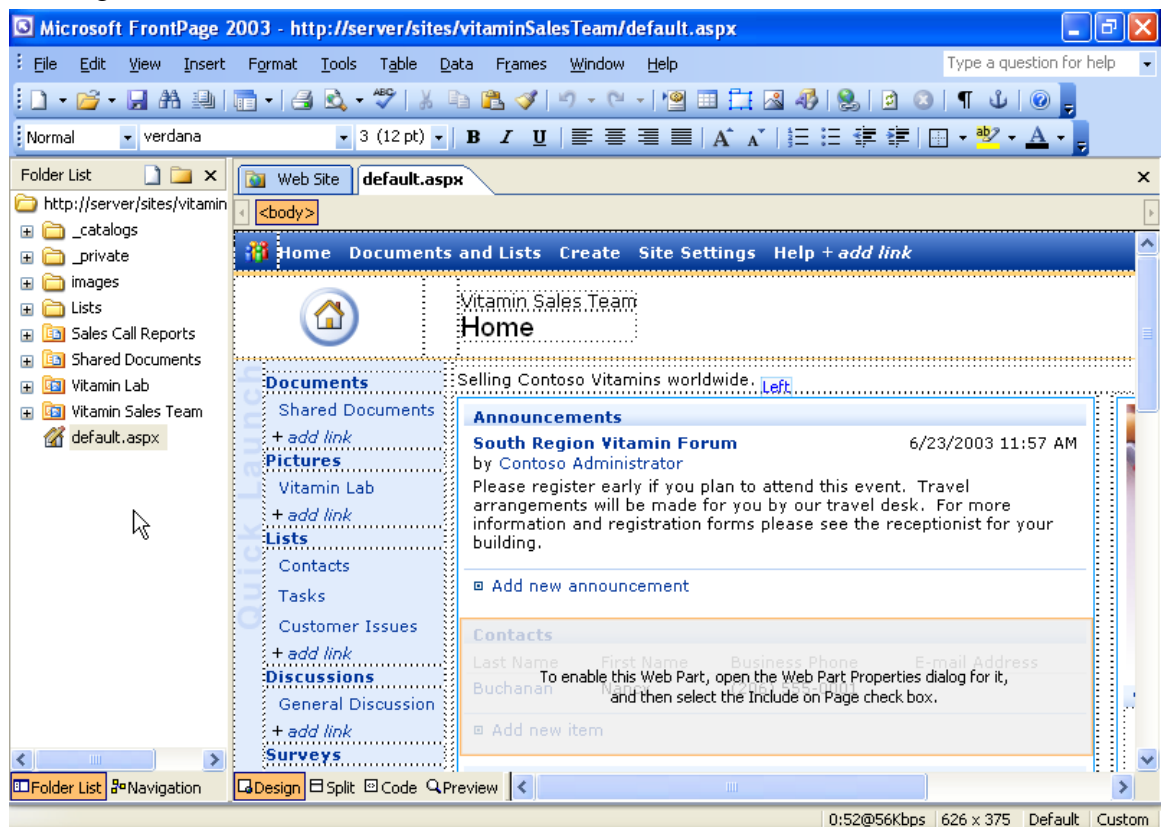 Microsoft FrontPage 2003 - http://server/sites/vitaminSalesTeam/default.aspx
File Edit View Insert Format Tools Table Data Frames Window Help Type a question for help
Normal verdana 3 (12 pt) B I U A A A
Folder List
Web Site default.aspx
http://server/sites/vitamin
<body>
_catalogs
_private
images
Lists
Sales Call Reports
Shared Documents
Vitamin Lab
Vitamin Sales Team
default.aspx
Home Documents and Lists Create Site Settings Help + add link
Vitamin Sales Team
Home
Quick Launch
Documents
Shared Documents
+ add link
Pictures
Vitamin Lab
+ add link
Lists
Contacts
Tasks
Customer Issues
+ add link
Discussions
General Discussion
+ add link
Surveys
Selling Contoso Vitamins worldwide. Left
Announcements
South Region Vitamin Forum 6/23/2003 11:57 AM
by Contoso Administrator
Please register early if you plan to attend this event. Travel
arrangements will be made for you by our travel desk. For more
information and registration forms please see the receptionist for your
building.
Add new announcement
Contacts
Last Name First Name Business Phone E-mail Address
To enable this Web Part, open the Web Part Properties dialog for it,
Buchanan Nancy (206) 555-0001
and then select the Include on Page check box.
Add new item
Folder List Navigation
Design Split Code Preview
0:52@56Kbps 626 x 375 Default Custom